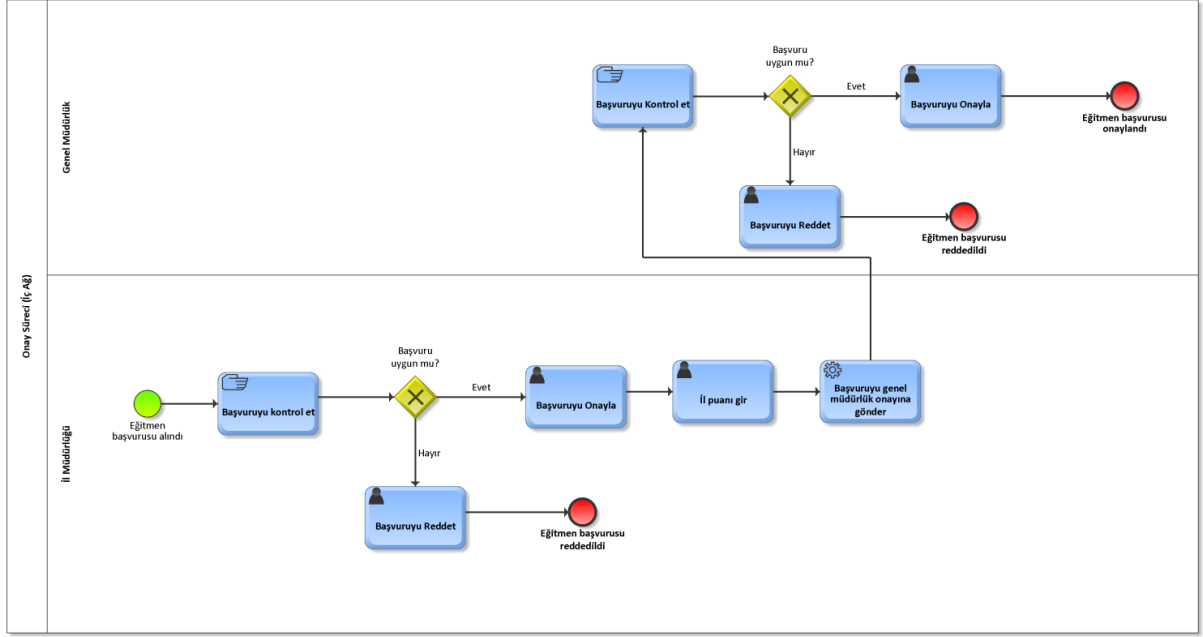 Onay Süreci (İç Ağ)
Genel Müdürlük
Başvuruyu Kontrol et
Başvuru
uygun mu?
Evet
Başvuruyu Onayla
Eğitmen başvurusu
onaylandı
Hayır
Başvuruyu Reddet
Eğitmen başvurusu
reddedildi
İl Müdürlüğü
Eğitmen
başvurusu alındı
Başvuruyu kontrol et
Başvuru
uygun mu?
Evet
Başvuruyu Onayla
İl puanı gir
Başvuruyu genel
müdürlük onayına
gönder
Hayır
Başvuruyu Reddet
Eğitmen başvurusu
reddedildi